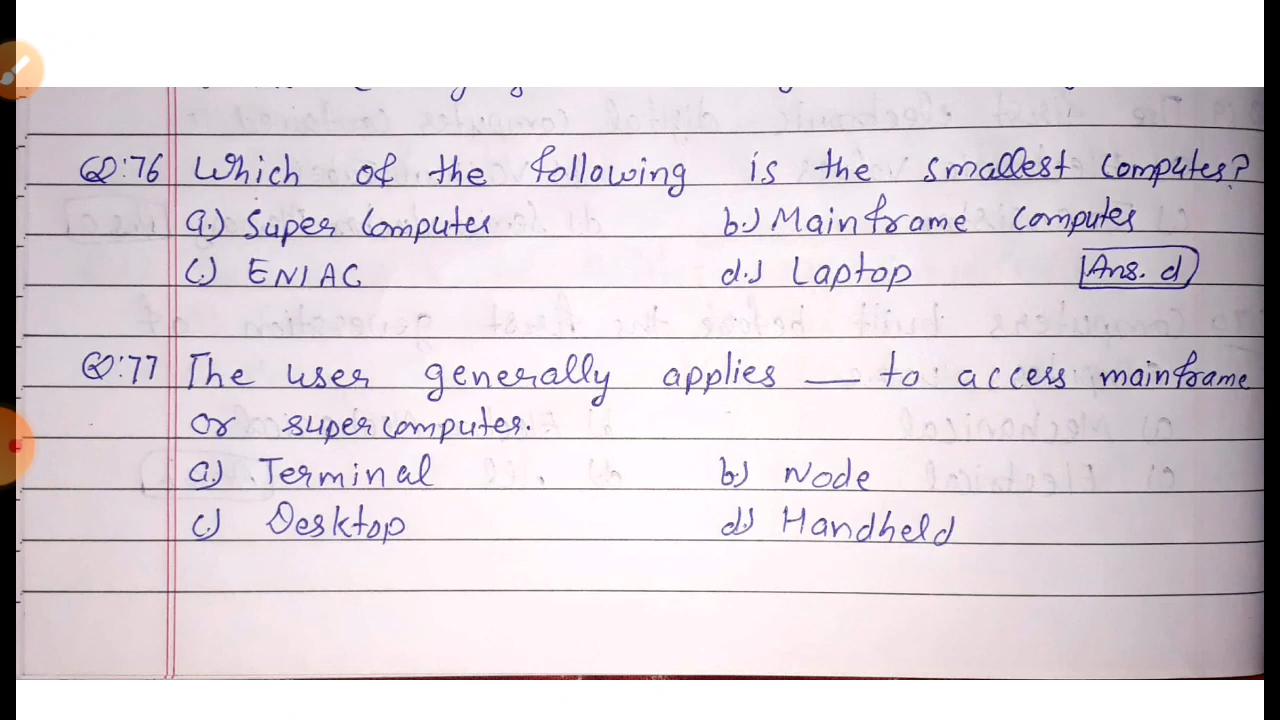 Q:76 Which of the following is the smallest computer?
a.) Super Computer b.) Mainframe Computer
c.) ENIAC d.) Laptop Ans. d
Q:77 The user generally applies — to access mainframe
or supercomputer.
a.) Terminal b.) Node
c.) Desktop d.) Handheld